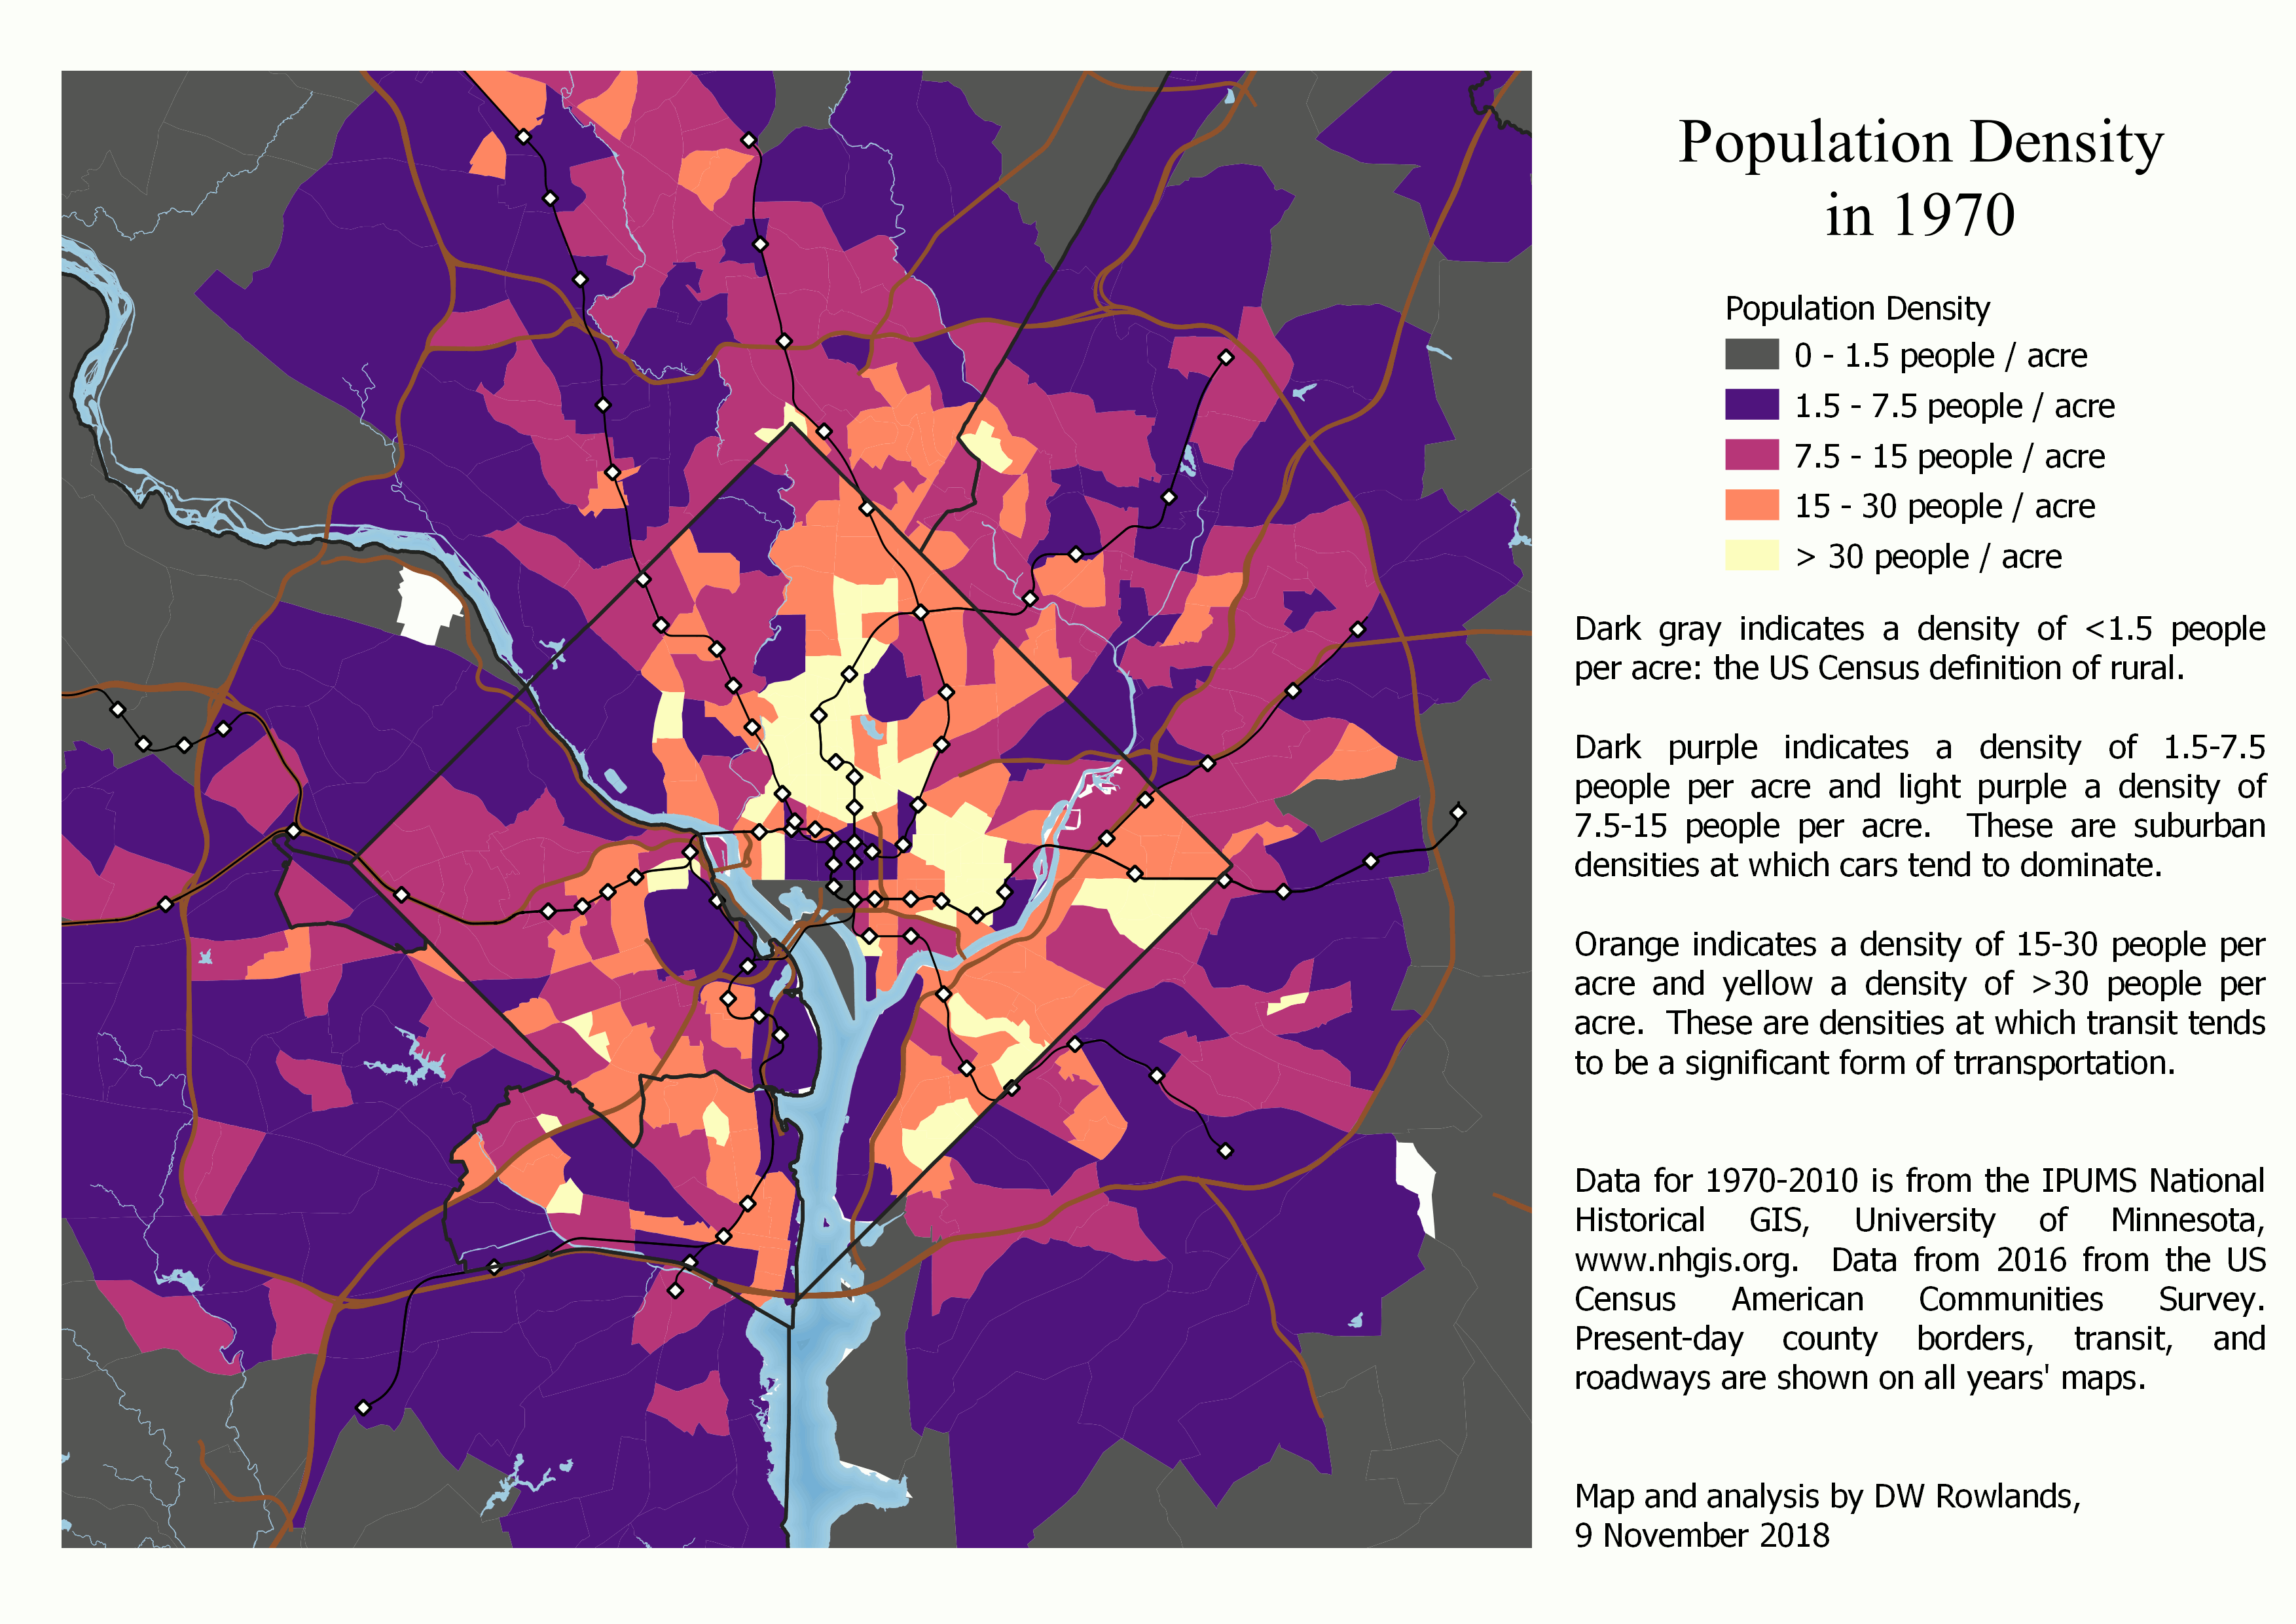 Population Density
in 1970
Population Density
0 - 1.5 people / acre
1.5 - 7.5 people / acre
7.5 - 15 people / acre
15 - 30 people / acre
> 30 people / acre
Dark gray indicates a density of <1.5 people
per acre: the US Census definition of rural.
Dark purple indicates a density of 1.5-7.5
people per acre and light purple a density of
7.5-15 people per acre. These are suburban
densities at which cars tend to dominate.
Orange indicates a density of 15-30 people per
acre and yellow a density of >30 people per
acre. These are densities at which transit tends
to be a significant form of trransportation.
Data for 1970-2010 is from the IPUMS National
Historical GIS, University of Minnesota,
www.nhgis.org. Data from 2016 from the US
Census American Communities Survey.
Present-day county borders, transit, and
roadways are shown on all years' maps.
Map and analysis by DW Rowlands,
9 November 2018